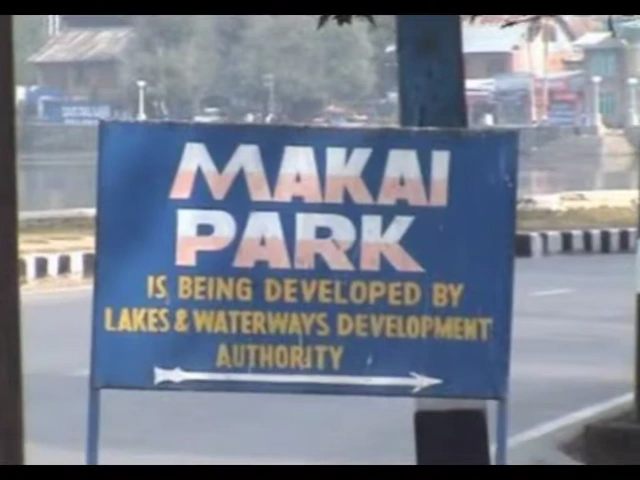 MAKAI
PARK
IS BEING DEVELOPED BY
LAKES & WATERWAYS DEVELOPMENT
AUTHORITY